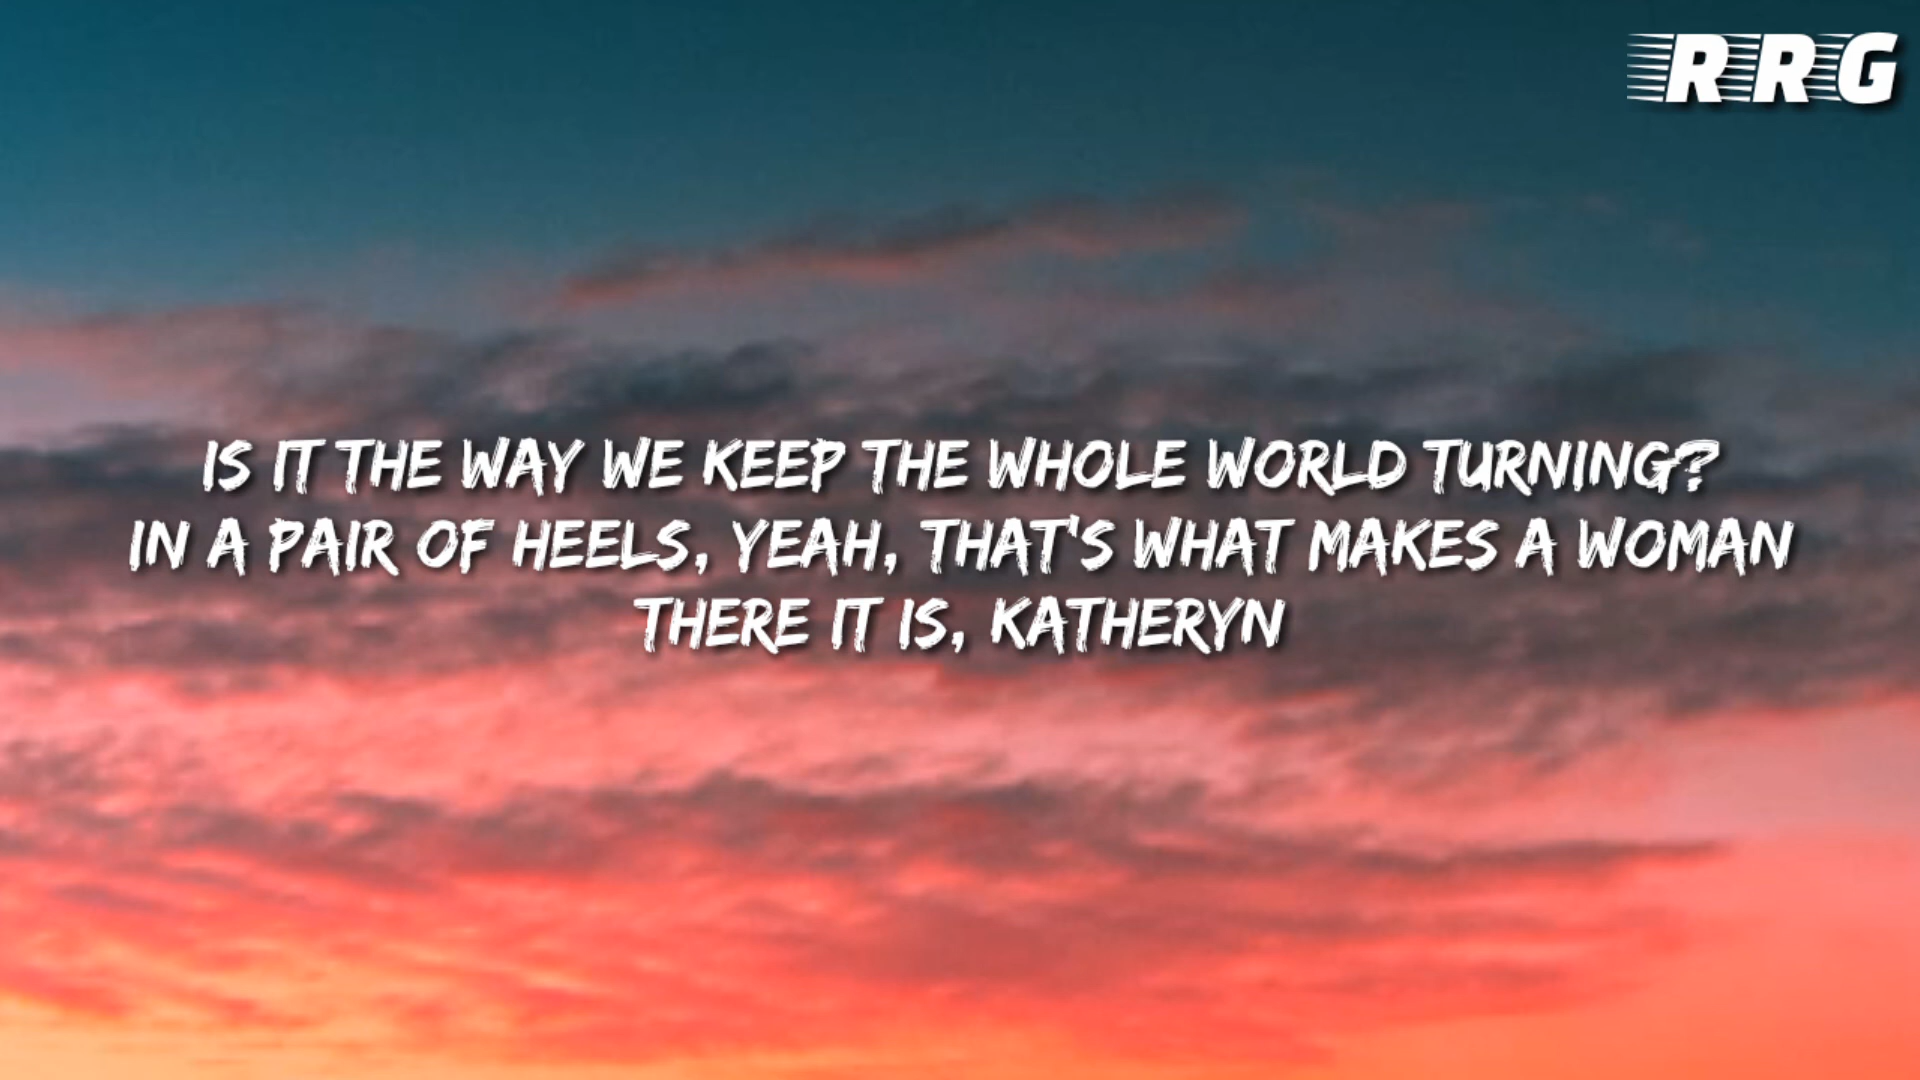 RRG
IS IT THE WAY WE KEEP THE WHOLE WORLD TURNING?
IN A PAIR OF HEELS, YEAH, THAT'S WHAT MAKES A WOMAN
THERE IT IS, KATHERYN